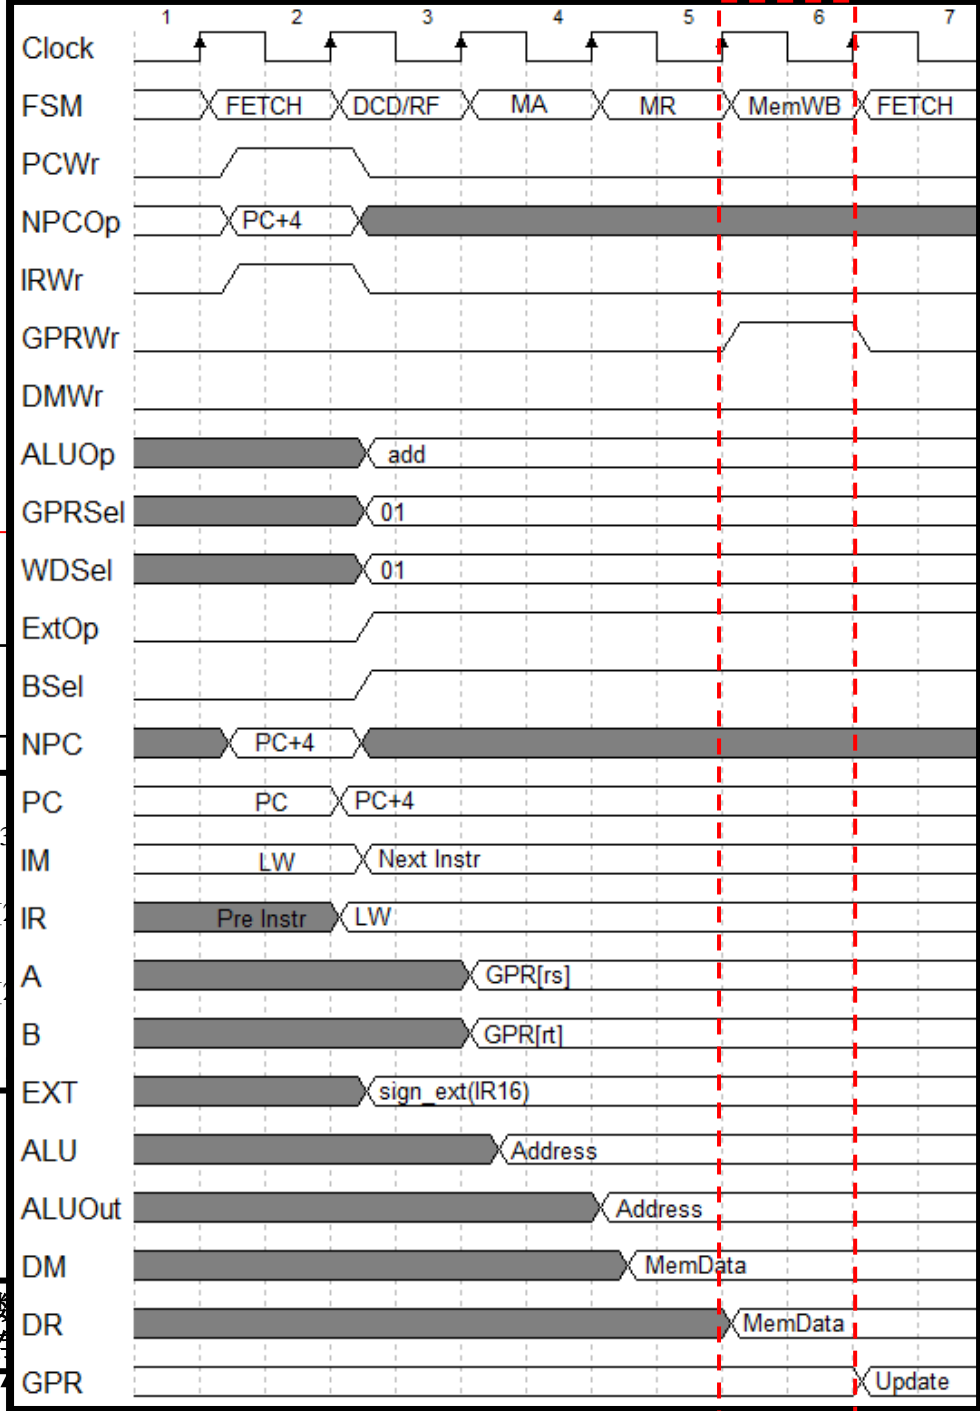 1 2 3 4 5 6 7
Clock
FSM FETCH DCD/RF MA MR MemWB FETCH
PCWr
NPCOp PC+4
IRWr
GPRWr
DMWr
ALUOp add
GPRSel 01
WDSel 01
ExtOp
BSel
NPC PC+4
PC PC PC+4
IM LW Next Instr
IR Pre Instr LW
A GPR[rs]
B GPR[rt]
EXT sign_ext(IR16)
ALU Address
ALUOut Address
DM MemData
DR MemData
GPR Update